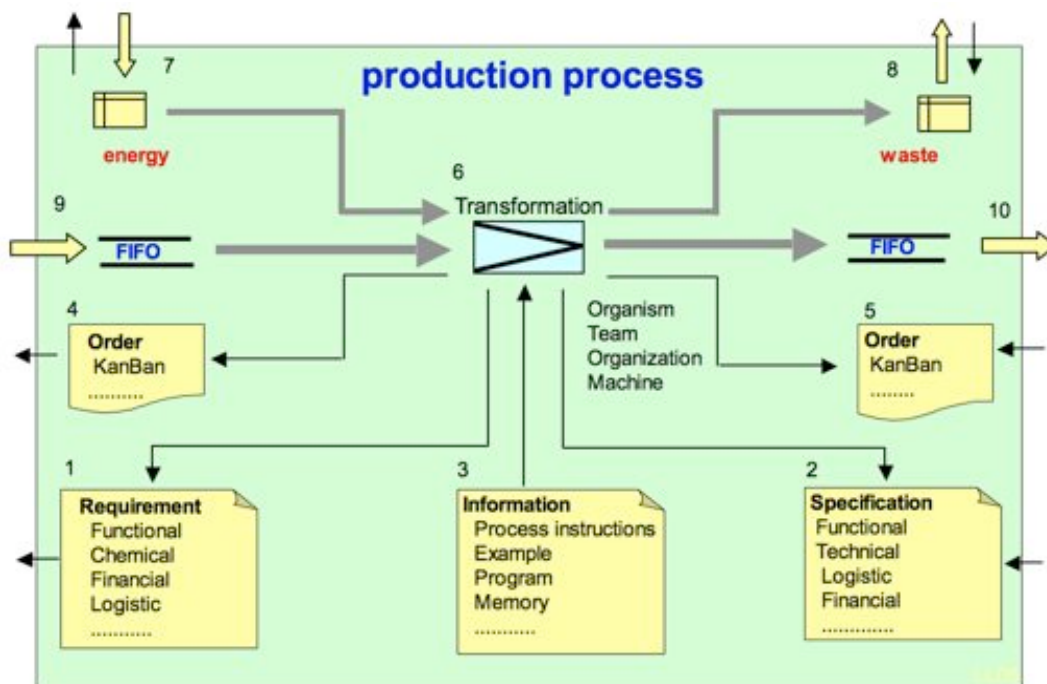 production process
7
energy
8
waste
6
Transformation
9
FIFO
10
FIFO
4
Order
KanBan
..........
Organism
Team
Organization
Machine
5
Order
KanBan
........
1
Requirement
Functional
Chemical
Financial
Logistic
...........
3
Information
Process instructions
Example
Program
Memory
...........
2
Specification
Functional
Technical
Logistic
Financial
.............